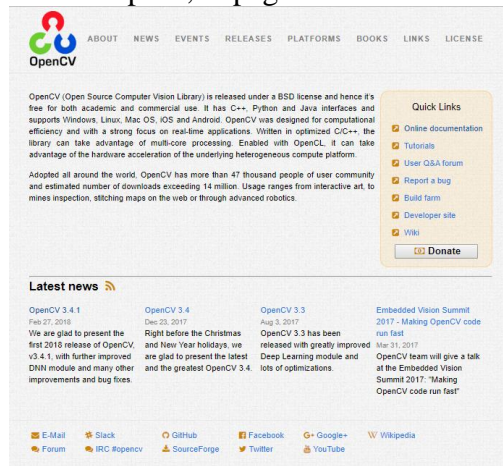 OpenCV
ABOUT NEWS EVENTS RELEASES PLATFORMS BOOKS LINKS LICENSE
OpenCV (Open Source Computer Vision Library) is released under a BSD license and hence it's
free for both academic and commercial use. It has C++, Python and Java interfaces and
supports Windows, Linux, Mac OS, iOS and Android. OpenCV was designed for computational
efficiency and with a strong focus on real-time applications. Written in optimized C/C++, the
library can take advantage of multi-core processing. Enabled with OpenCL, it can take
advantage of the hardware acceleration of the underlying heterogeneous compute platform.
Adopted all around the world, OpenCV has more than 47 thousand people of user community
and estimated number of downloads exceeding 14 million. Usage ranges from interactive art, to
mines inspection, stitching maps on the web or through advanced robotics.
Quick Links
Online documentation
Tutorials
User Q&A forum
Report a bug
Build farm
Developer site
Wiki
Donate
Latest news
OpenCV 3.4.1
Feb 27, 2018
We are glad to present the
first 2018 release of OpenCV,
v3.4.1, with further improved
DNN module and many other
improvements and bug fixes.
OpenCV 3.4
Dec 23, 2017
Right before the Christmas
and New Year holidays, we
are glad to present the latest
and the greatest OpenCV 3.4.
OpenCV 3.3
Aug 3, 2017
OpenCV 3.3 has been
released with greatly improved
Deep Learning module and
lots of optimizations.
Embedded Vision Summit
2017 - Making OpenCV code
run fast
Mar 31, 2017
OpenCV team will give a talk
at the Embedded Vision
Summit 2017: "Making
OpenCV code run fast"
E-Mail Slack GitHub Facebook Google+ Wikipedia
Forum IRC #opencv SourceForge Twitter YouTube